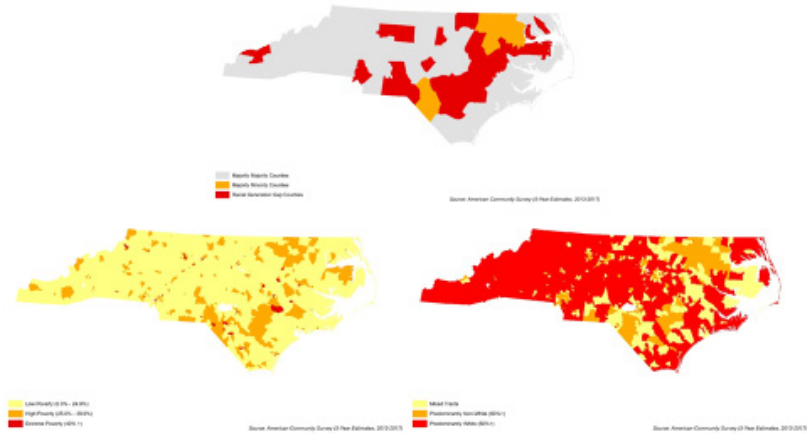 Majority Majority Counties
Majority Minority Counties
Racial Generation Gap Counties
Source: American Community Survey (5-Year Estimates, 2013-2017)
Low Poverty (0.0% - 24.9%)
High Poverty (25.0% - 39.9%)
Extreme Poverty (40% +)
Source: American Community Survey (5-Year Estimates, 2013-2017)
Mixed Tracts
Predominantly Non-White (60%+)
Predominantly White (60%+)
Source: American Community Survey (5-Year Estimates, 2013-2017)